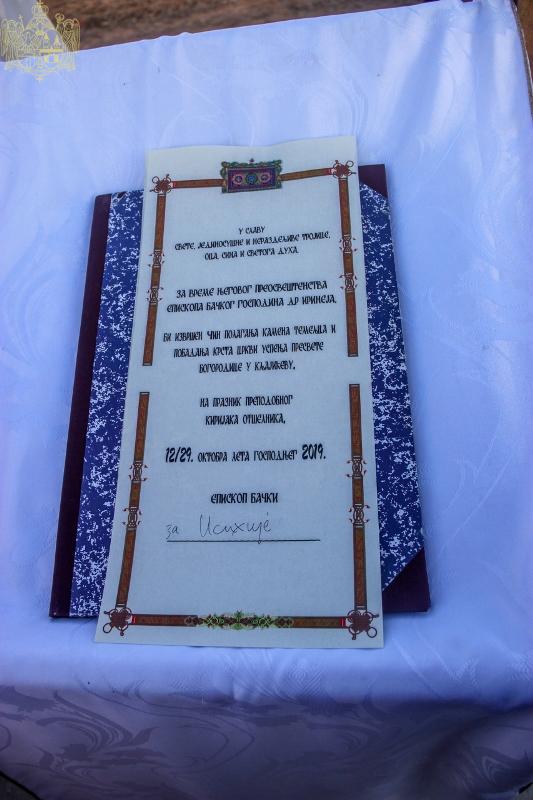 У СЛАВУ
СВЕТЕ, ЈЕДИНОСУШНЕ И НЕРАЗДЕЛИВЕ ТРОЈИЦЕ,
ОЦА, СИНА И СВЕТОГА ДУХА.
ЗА ВРЕМЕ ЊЕГОВОГ ПРЕОСВЕШТЕНСТВА
ЕПИСКОПА БАЧКОГ ГОСПОДИНА ДР ИРИНЕЈА,
БИ ИЗВРШЕН ЧИН ПОЛАГАЊА КАМЕНА ТЕМЕЉЦА И
ПОБАДАЊА КРСТА ЦРКВИ УСПЕЊА ПРЕСВЕТЕ
БОГОРОДИЦЕ У КЉАЈИЋЕВУ,
НА ПРАЗНИК ПРЕПОДОБНОГ
КИРИЈАКА ОТШЕЛНИКА,
12/29. ОКТОБРА ЛЕТА ГОСПОДЊЕГ 2019.
ЕПИСКОП БАЧКИ
за Исихије